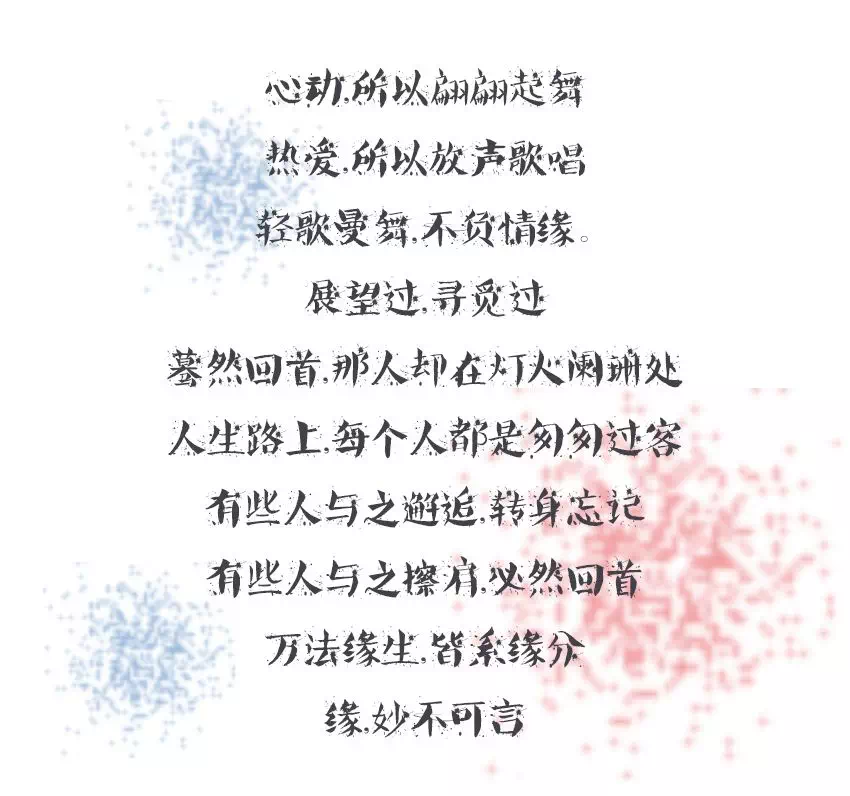 心动,所以翩翩起舞
热爱,所以放声歌唱
轻歌曼舞,不负情缘。
展望过,寻觅过
蓦然回首,那人却在灯火阑珊处
人生路上,每个人都是匆匆过客
有些人与之邂逅,转身忘记
有些人与之擦肩,必然回首
万法缘生,皆系缘分
缘,妙不可言